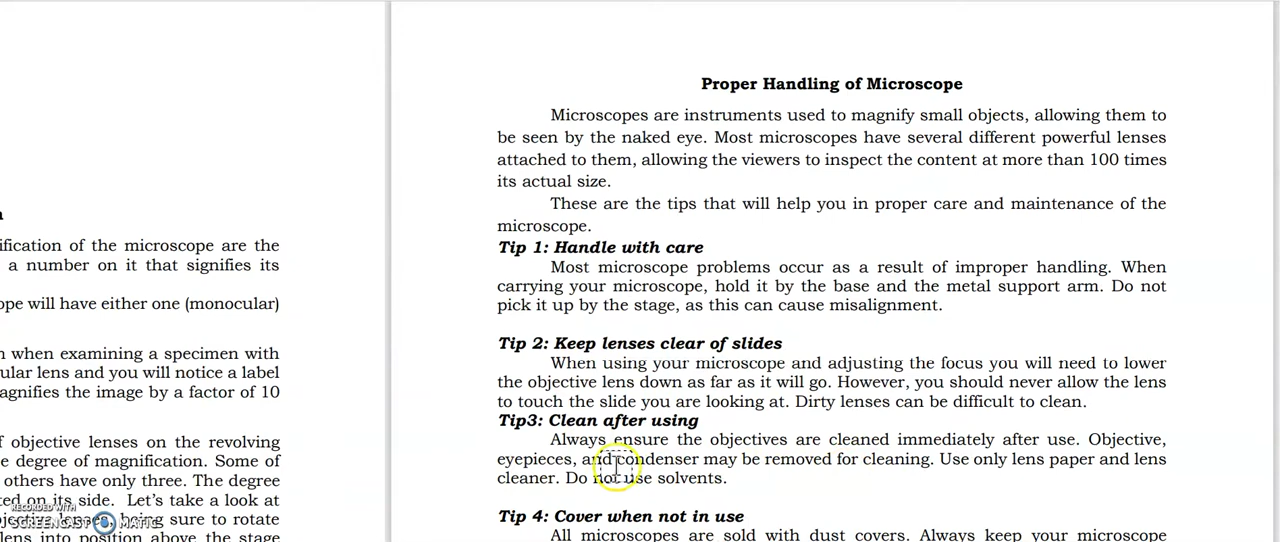 n
ification of the microscope are the
a number on it that signifies its
ope will have either one (monocular)
n when examining a specimen with
ular lens and you will notice a label
agnifies the image by a factor of 10
f objective lenses on the revolving
e degree of magnification. Some of
others have only three. The degree
ted on its side. Let's take a look at
being sure to rotate
lens into position above the stage
RECORDED WITH
SCREENCAST MATIC
Proper Handling of Microscope
Microscopes are instruments used to magnify small objects, allowing them to
be seen by the naked eye. Most microscopes have several different powerful lenses
attached to them, allowing the viewers to inspect the content at more than 100 times
its actual size.
These are the tips that will help you in proper care and maintenance of the
microscope.
Tip 1: Handle with care
Most microscope problems occur as a result of improper handling. When
carrying your microscope, hold it by the base and the metal support arm. Do not
pick it up by the stage, as this can cause misalignment.
Tip 2: Keep lenses clear of slides
When using your microscope and adjusting the focus you will need to lower
the objective lens down as far as it will go. However, you should never allow the lens
to touch the slide you are looking at. Dirty lenses can be difficult to clean.
Tip3: Clean after using
Always ensure the objectives are cleaned immediately after use. Objective,
eyepieces, and condenser may be removed for cleaning. Use only lens paper and lens
cleaner. Do not use solvents.
Tip 4: Cover when not in use
All microscopes are sold with dust covers. Always keep your microscope